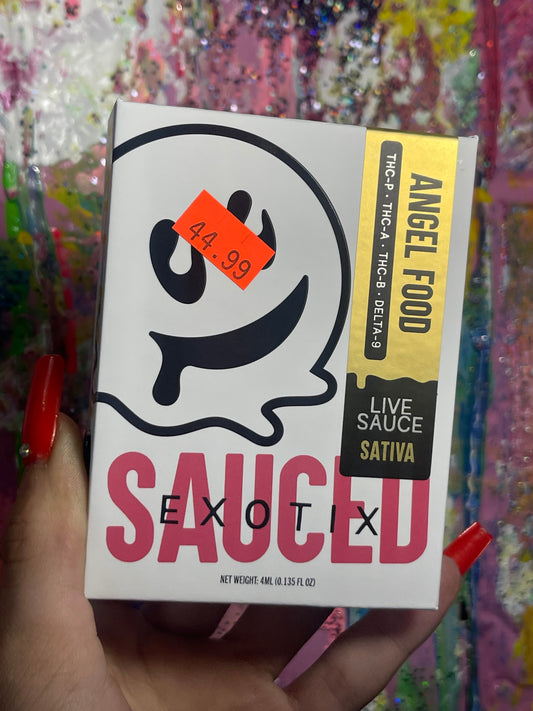 44.99
ANGEL FOOD
THC-P • THC-A • THC-B • DELTA-9
LIVE
SAUCE
SATIVA
SAUCED
EXOTIX
NET WEIGHT: 4ML (0.135 FL OZ)